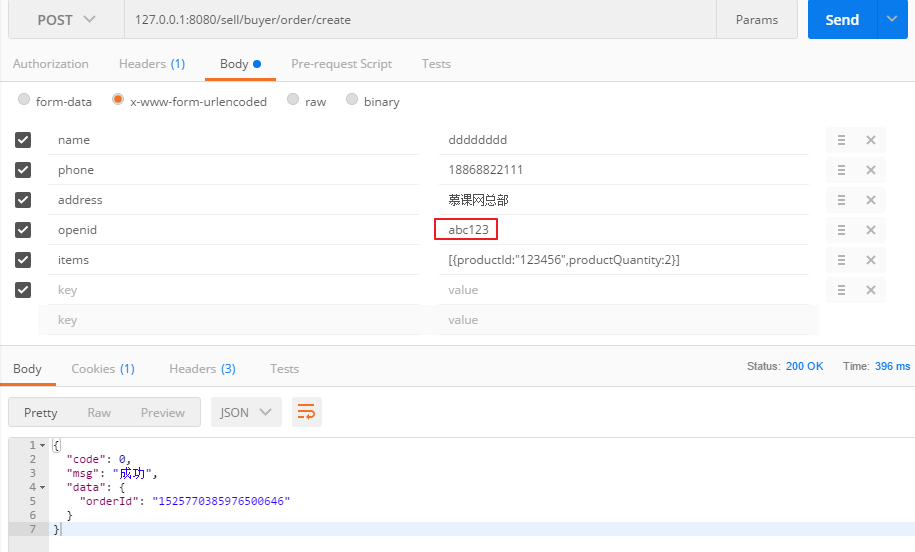 POST 127.0.0.1:8080/sell/buyer/order/create Params Send
Authorization Headers (1) Body Pre-request Script Tests
form-data x-www-form-urlencoded raw binary
name dddddddd
phone 18868822111
address 慕课网总部
openid abc123
items [{productId:"123456",productQuantity:2}]
key value
key value
Body Cookies (1) Headers (3) Tests Status: 200 OK Time: 396 ms
Pretty Raw Preview JSON
1 {
2 "code": 0,
3 "msg": "成功",
4 "data": {
5 "orderId": "1525770385976500646"
6 }
7 }